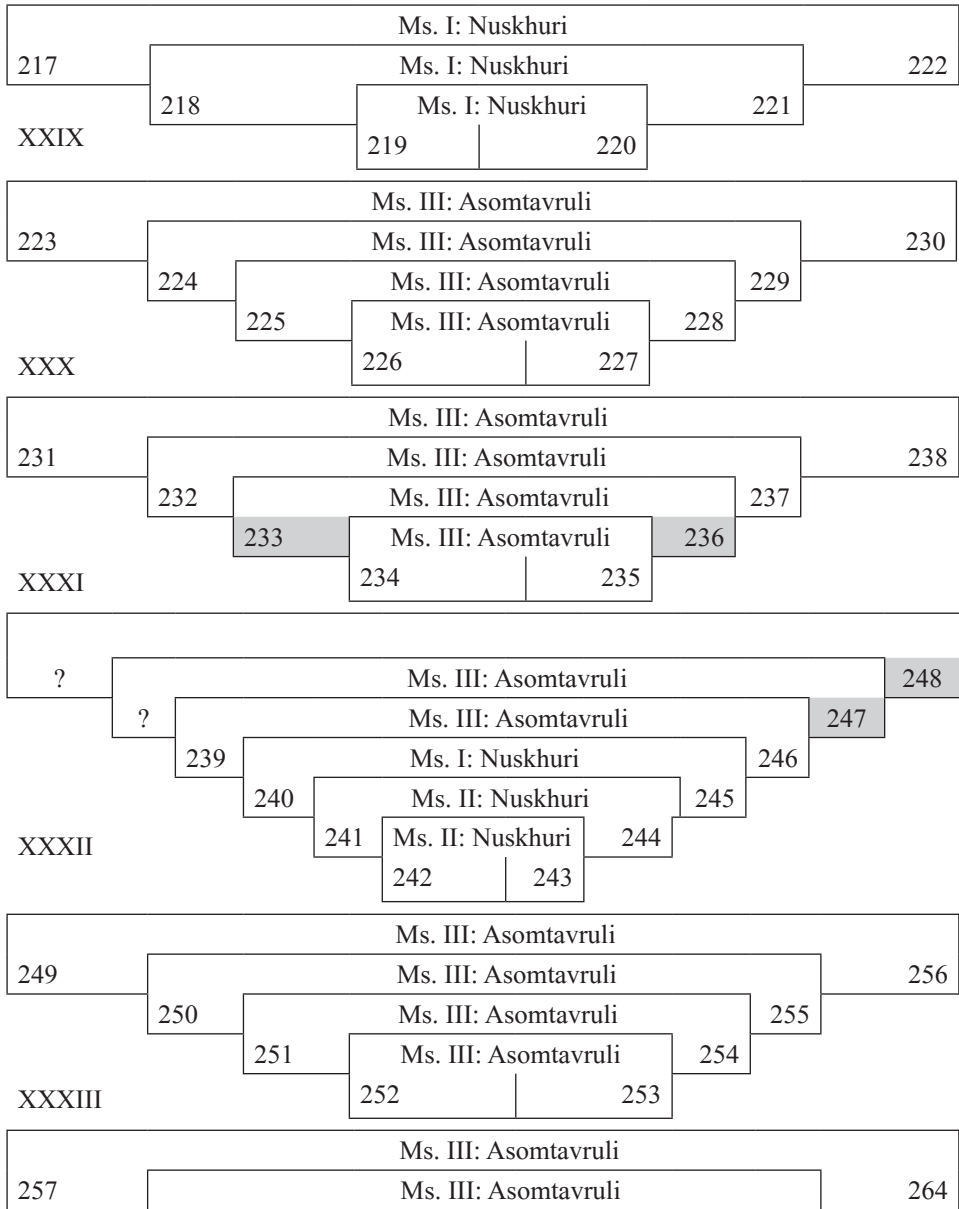 Ms. I: Nuskhuri
217 Ms. I: Nuskhuri 222
218 Ms. I: Nuskhuri 221
XXIX 219 220
Ms. III: Asomtavruli
223 Ms. III: Asomtavruli 230
224 Ms. III: Asomtavruli 229
225 Ms. III: Asomtavruli 228
XXX 226 227
Ms. III: Asomtavruli
231 Ms. III: Asomtavruli 238
232 Ms. III: Asomtavruli 237
233 Ms. III: Asomtavruli 236
XXXI 234 235
? Ms. III: Asomtavruli 248
? Ms. III: Asomtavruli 247
239 Ms. I: Nuskhuri 246
240 Ms. II: Nuskhuri 245
XXXII 241 Ms. II: Nuskhuri 244
242 243
Ms. III: Asomtavruli
249 Ms. III: Asomtavruli 256
250 Ms. III: Asomtavruli 255
251 Ms. III: Asomtavruli 254
XXXIII 252 253
Ms. III: Asomtavruli
257 Ms. III: Asomtavruli 264